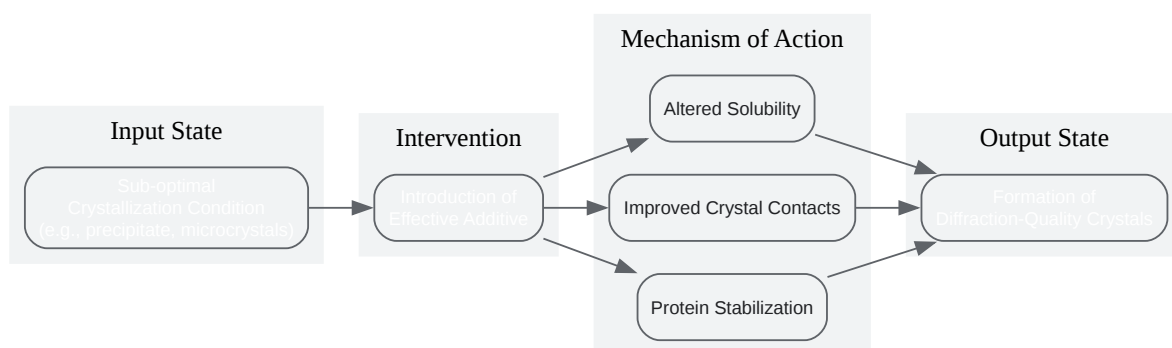 Input State
Sub-optimal
Crystallization Condition
(e.g., precipitate, microcrystals)
Intervention
Introduction of
Effective Additive
Mechanism of Action
Altered Solubility
Improved Crystal Contacts
Protein Stabilization
Output State
Formation of
Diffraction-Quality Crystals